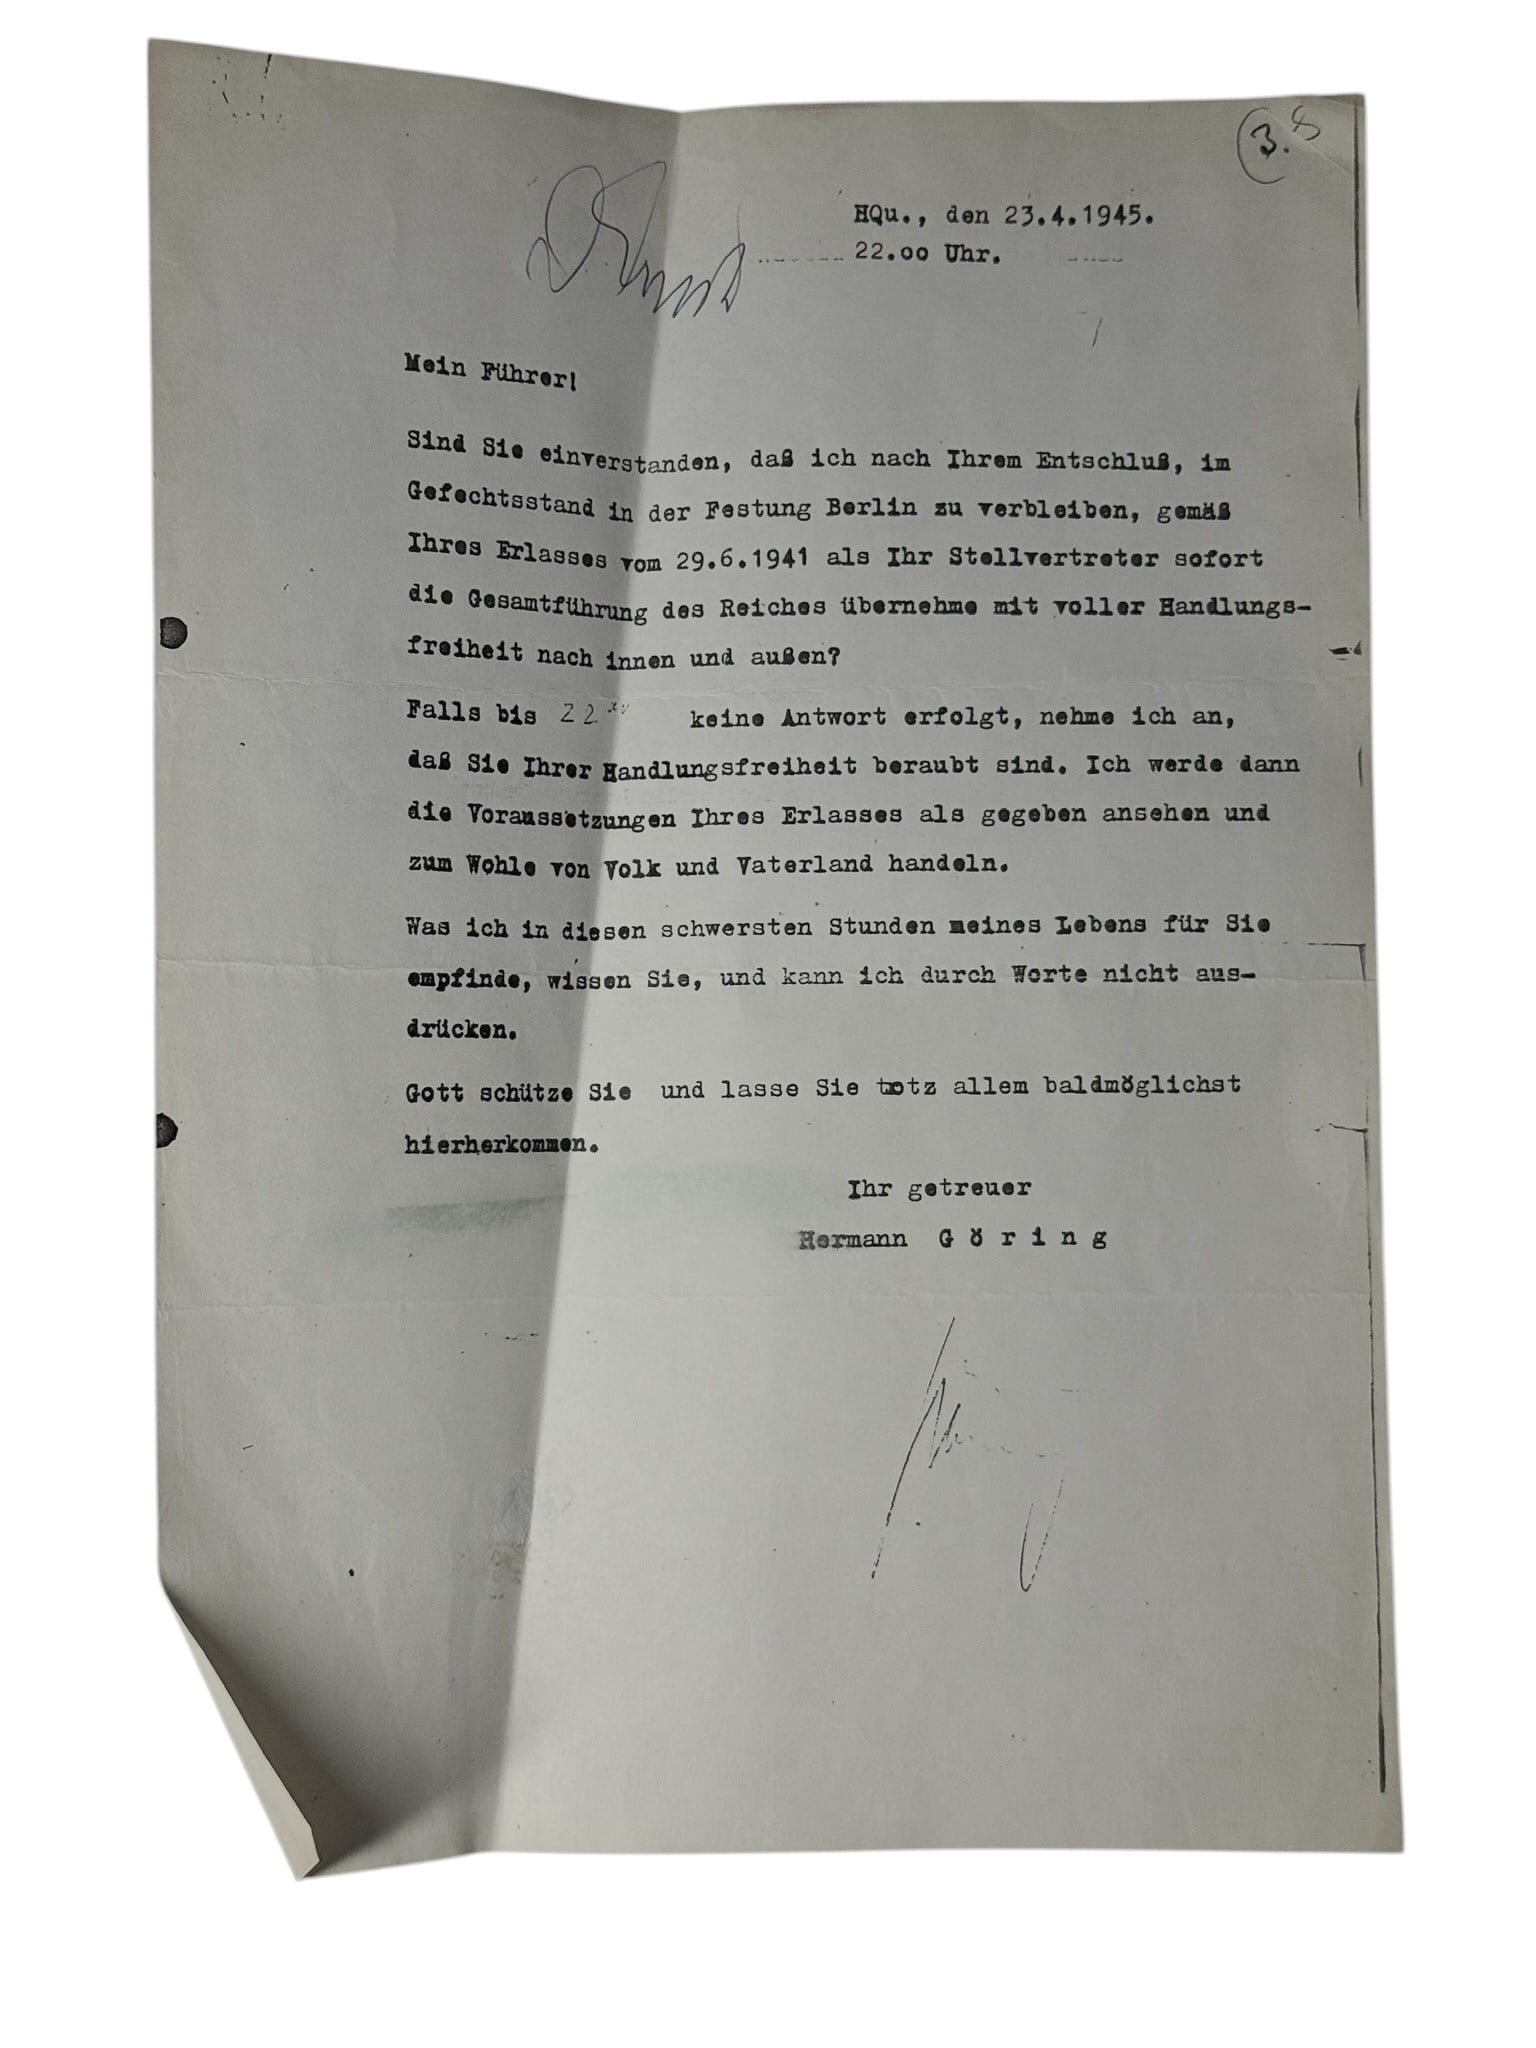 3.8
HQu., den 23.4.1945.
22.oo Uhr.
Mein Führer!
Sind Sie einverstanden, daß ich nach Ihrem Entschluß, im
Gefechtsstand in der Festung Berlin zu verbleiben, gemäß
Ihres Erlasses vom 29.6.1941 als Ihr Stellvertreter sofort
die Gesamtführung des Reiches übernehme mit voller Handlungs-
freiheit nach innen und außen?
Falls bis 22 keine Antwort erfolgt, nehme ich an,
daß Sie Ihrer Handlungsfreiheit beraubt sind. Ich werde dann
die Voraussetzungen Ihres Erlasses als gegeben ansehen und
zum Wohle von Volk und Vaterland handeln.
Was ich in diesen schwersten Stunden meines Lebens für Sie
empfinde, wissen Sie, und kann ich durch Worte nicht aus-
drücken.
Gott schütze Sie und lasse Sie totz allem baldmöglichst
hierherkommen.
Ihr getreuer
Hermann Göring